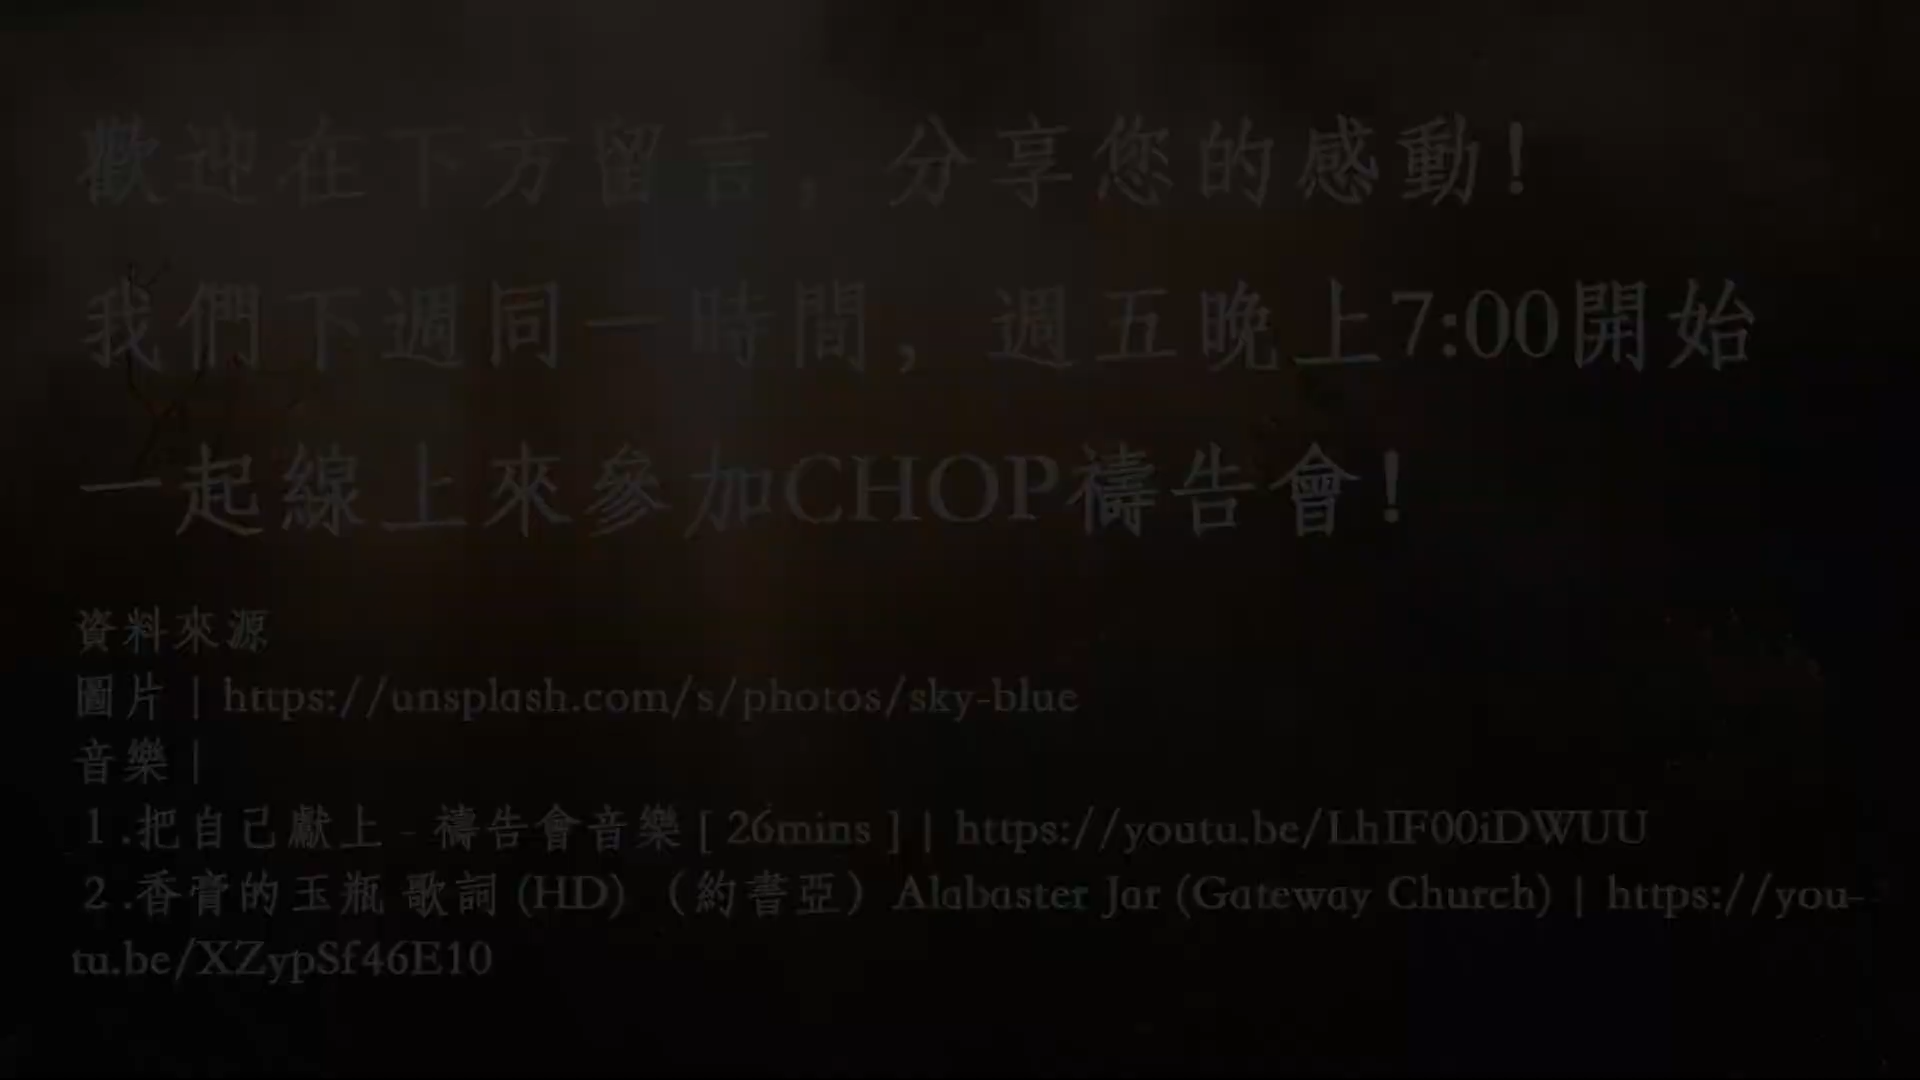 歡迎在下方留言，分享您的感動！
我們下週同一時間，週五晚上7:00開始
一起線上來參加CHOP禱告會！
資料來源
圖片 | https://unsplash.com/s/photos/sky-blue
音樂 |
1.把自己獻上 - 禱告會音樂 [ 26mins ] | https://youtu.be/LhIF00iDWUU
2.香膏的玉瓶 歌詞 (HD) （約書亞）Alabaster Jar (Gateway Church) | https://you-
tu.be/XZypSf46E10